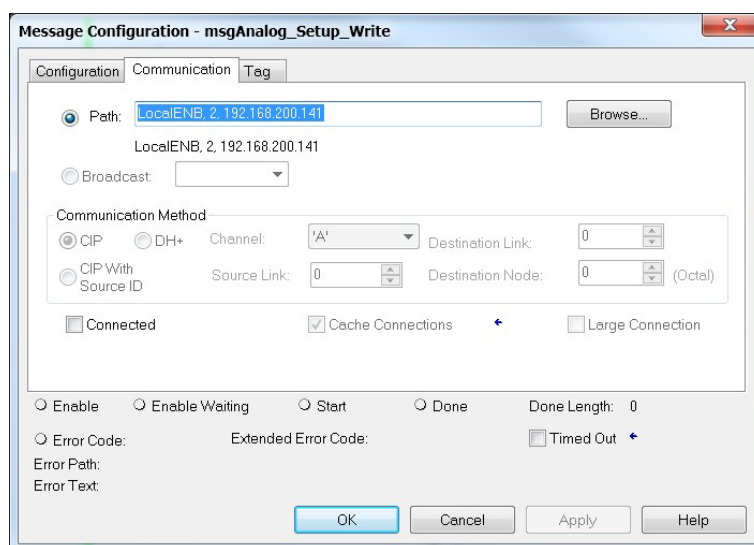 Message Configuration - msgAnalog_Setup_Write
Configuration Communication Tag
Path: LocalENB, 2, 192.168.200.141 Browse...
LocalENB, 2, 192.168.200.141
Broadcast:
Communication Method
CIP DH+ Channel: 'A' Destination Link: 0
CIP With Source ID Source Link: 0 Destination Node: 0 (Octal)
Connected Cache Connections Large Connection
Enable Enable Waiting Start Done Done Length: 0
Error Code: Extended Error Code: Timed Out
Error Path:
Error Text:
OK Cancel Apply Help